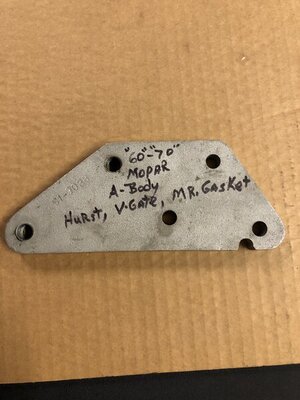 "60"-"70"
MOPAR
A-Body
Hurst, V-Gate, MR. Gasket